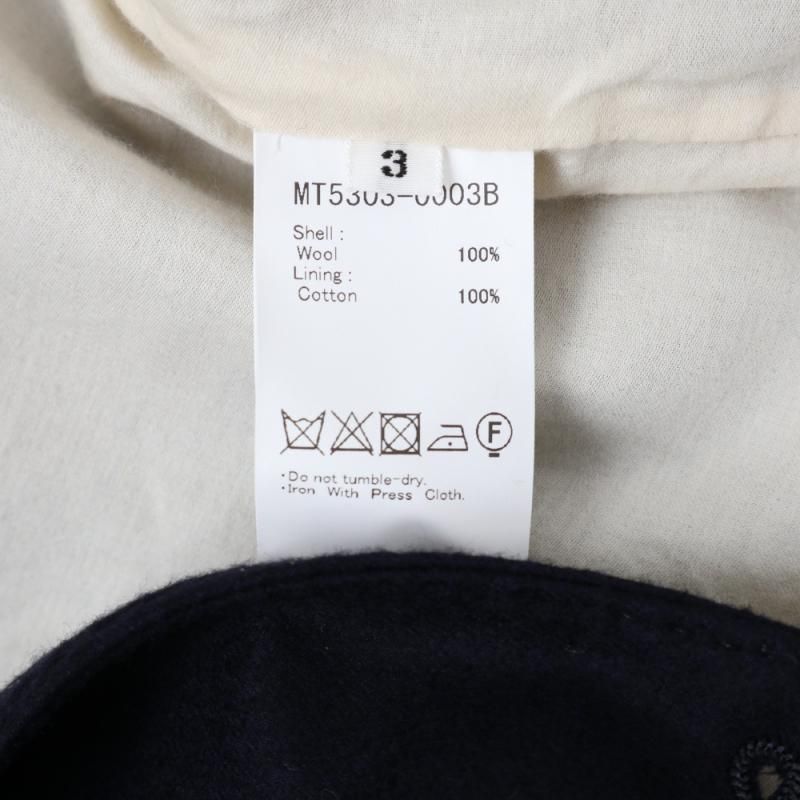 3
MT5303-0003B
Shell :
Wool 100%
Lining :
Cotton 100%
F
·Do not tumble-dry.
·Iron With Press Cloth.